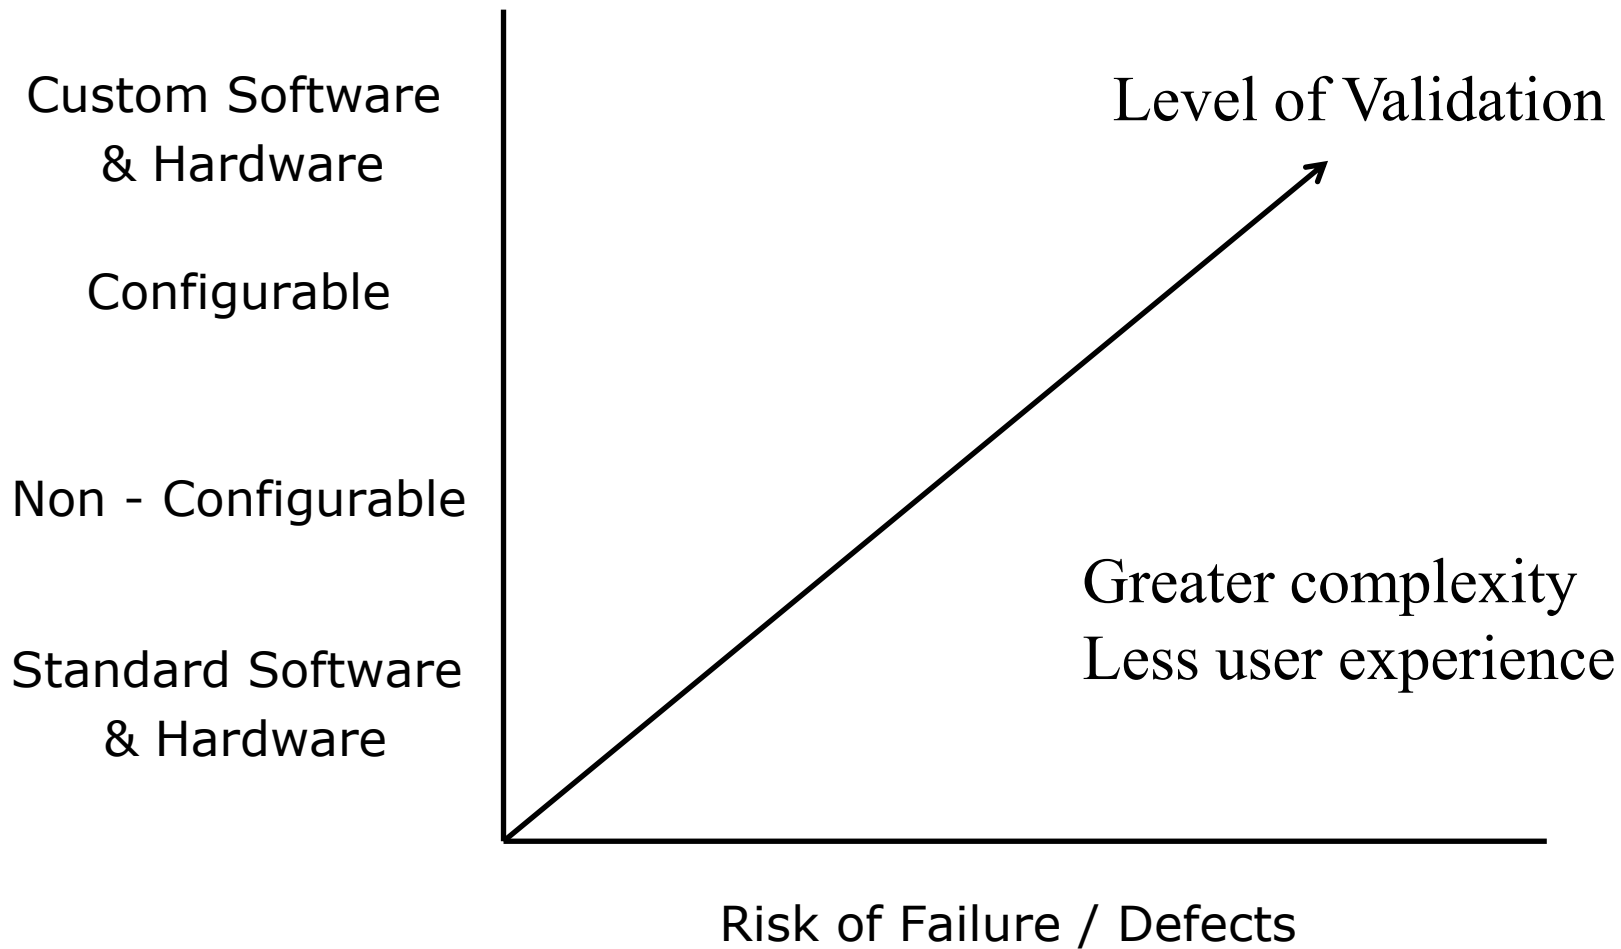 Custom Software
& Hardware
Level of Validation
Configurable
Non - Configurable
Greater complexity
Less user experience
Standard Software
& Hardware
Risk of Failure / Defects